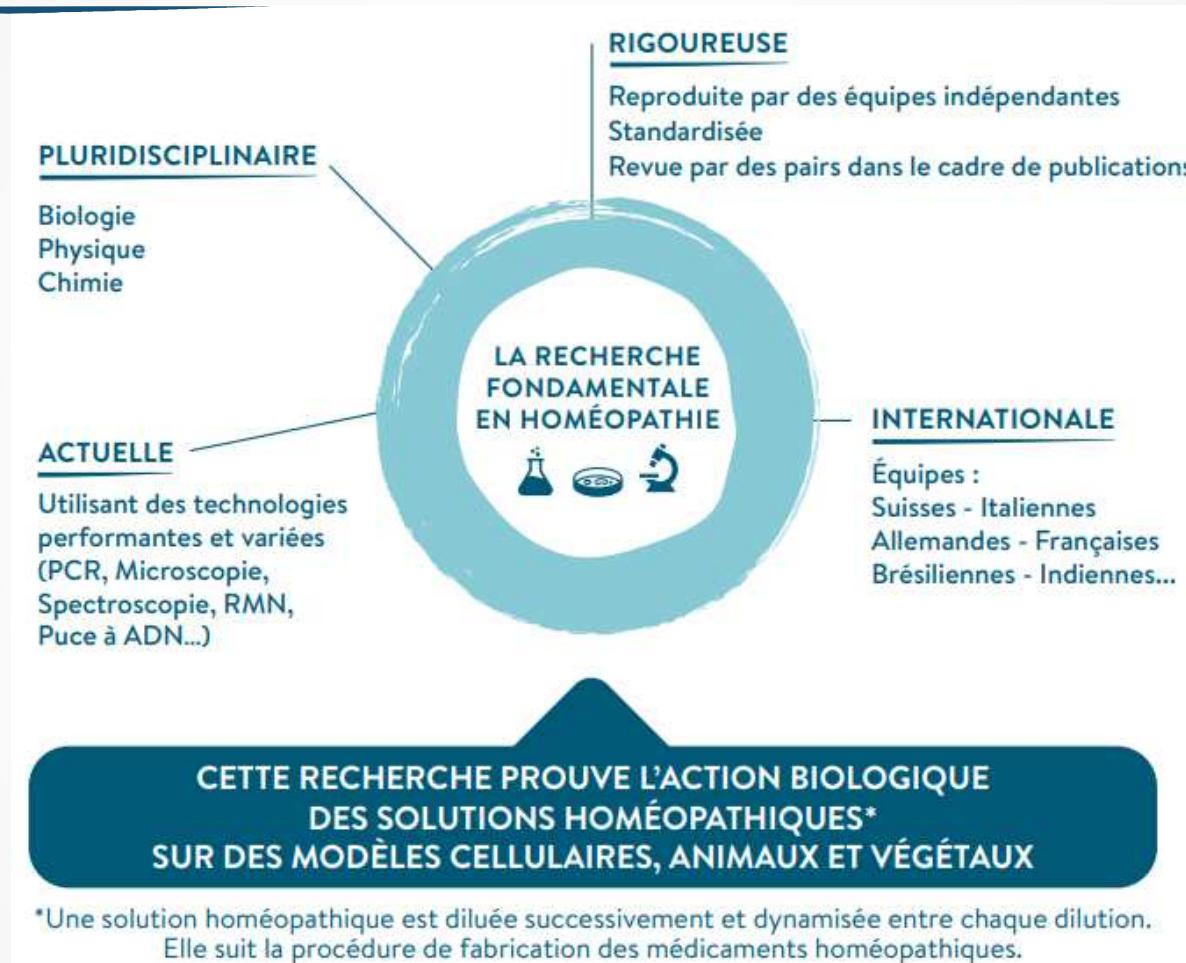 RIGOUREUSE
Reproduite par des équipes indépendantes
Standardisée
Revue par des pairs dans le cadre de publications
PLURIDISCIPLINAIRE
Biologie
Physique
Chimie
LA RECHERCHE
FONDAMENTALE
EN HOMÉOPATHIE
ACTUELLE
Utilisant des technologies
performantes et variées
(PCR, Microscopie,
Spectroscopie, RMN,
Puce à ADN...)
INTERNATIONALE
Équipes :
Suisses - Italiennes
Allemandes - Françaises
Brésiliennes - Indiennes...
CETTE RECHERCHE PROUVE L'ACTION BIOLOGIQUE
DES SOLUTIONS HOMÉOPATHIQUES*
SUR DES MODÈLES CELLULAIRES, ANIMAUX ET VÉGÉTAUX
*Une solution homéopathique est diluée successivement et dynamisée entre chaque dilution.
Elle suit la procédure de fabrication des médicaments homéopathiques.